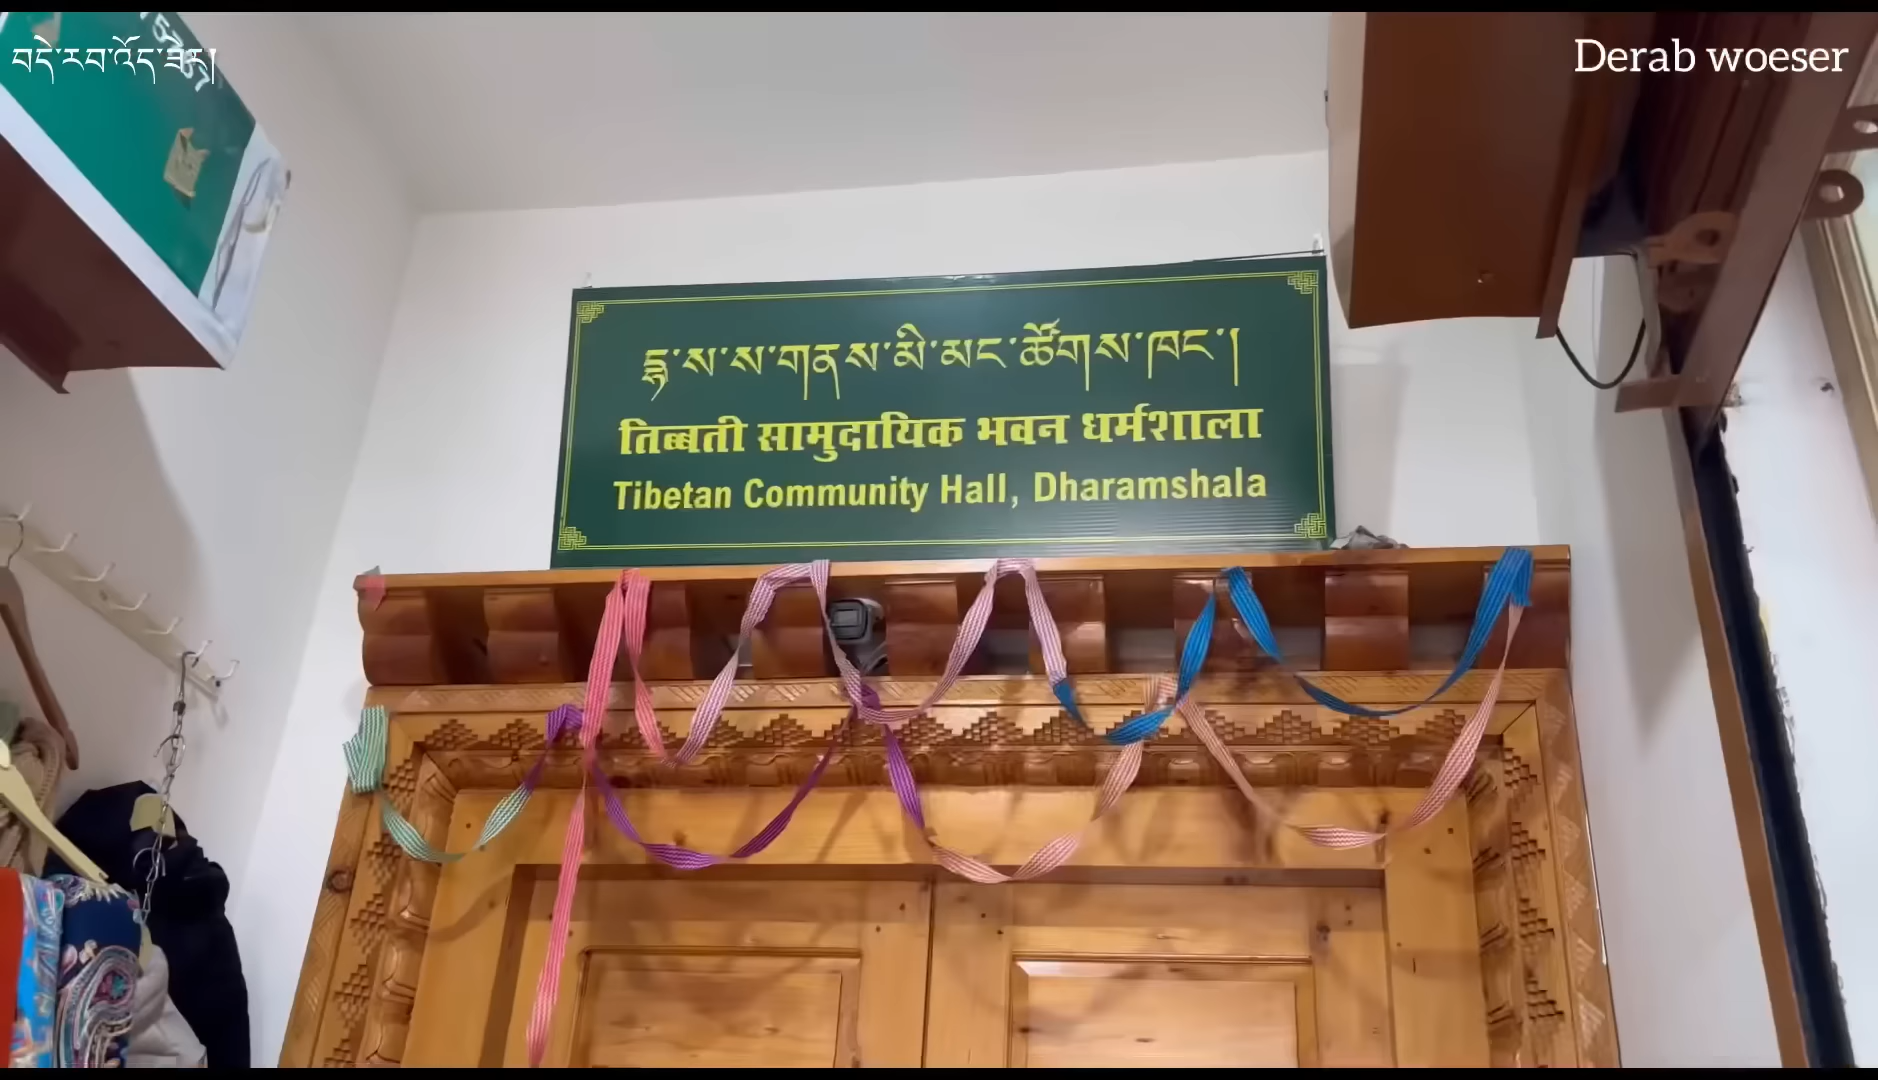 བདེ་རབ་འོད་ཟེར།
Derab woeser
དྷ་ས་ས་གནས་མི་མང་ཚོགས་ཁང་།
तिब्बती सामुदायिक भवन धर्मशाला
Tibetan Community Hall, Dharamshala